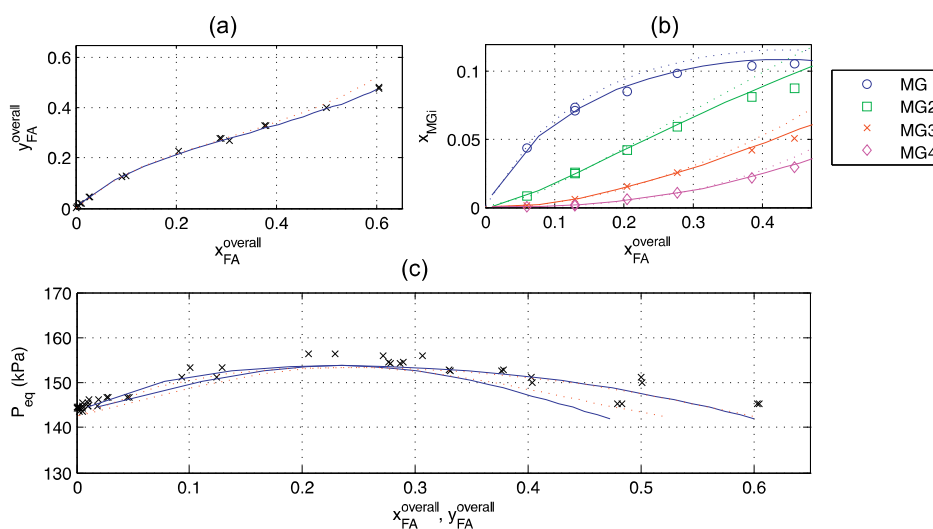 (a)
0.6
0.4
0.2
0
0
0.2
0.4
0.6
y_FA^overall
x_FA^overall
(b)
0.1
0.05
0
0
0.1
0.2
0.3
0.4
x_MGi
x_FA^overall
MG
MG2
MG3
MG4
(c)
170
160
150
140
130
0
0.1
0.2
0.3
0.4
0.5
0.6
P_eq (kPa)
x_FA^overall, y_FA^overall